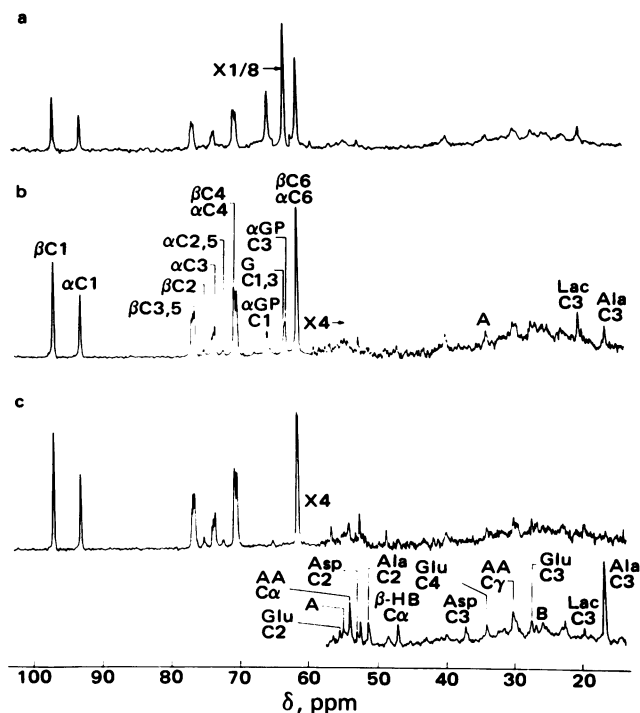 a
X1/8
b
βC4
αC4
βC6
αC6
βC1
αC1
αC2,5
αC3
βC2
βC3,5
αGP
C3
G
C1,3
αGP
C1
X4
A
Lac
C3
Ala
C3
c
X4
Glu
C2
A
AA
Cα
Asp
C2
Ala
C2
β-HB
Cα
Asp
C3
Glu
C4
AA
Cγ
Glu
C3
B
Lac
C3
Ala
C3
100 90 80 70 60 50 40 30 20
δ, ppm